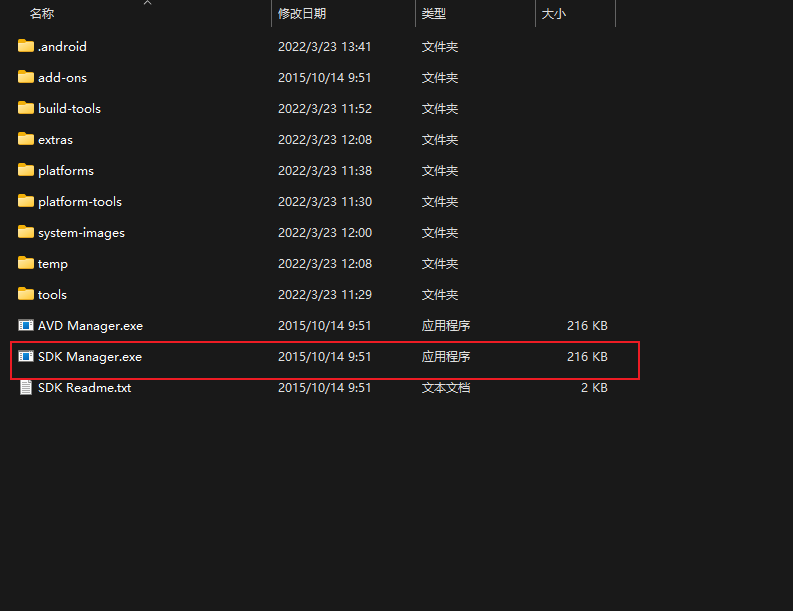 名称 修改日期 类型 大小
.android 2022/3/23 13:41 文件夹
add-ons 2015/10/14 9:51 文件夹
build-tools 2022/3/23 11:52 文件夹
extras 2022/3/23 12:08 文件夹
platforms 2022/3/23 11:38 文件夹
platform-tools 2022/3/23 11:30 文件夹
system-images 2022/3/23 12:00 文件夹
temp 2022/3/23 12:08 文件夹
tools 2022/3/23 11:29 文件夹
AVD Manager.exe 2015/10/14 9:51 应用程序 216 KB
SDK Manager.exe 2015/10/14 9:51 应用程序 216 KB
SDK Readme.txt 2015/10/14 9:51 文本文档 2 KB